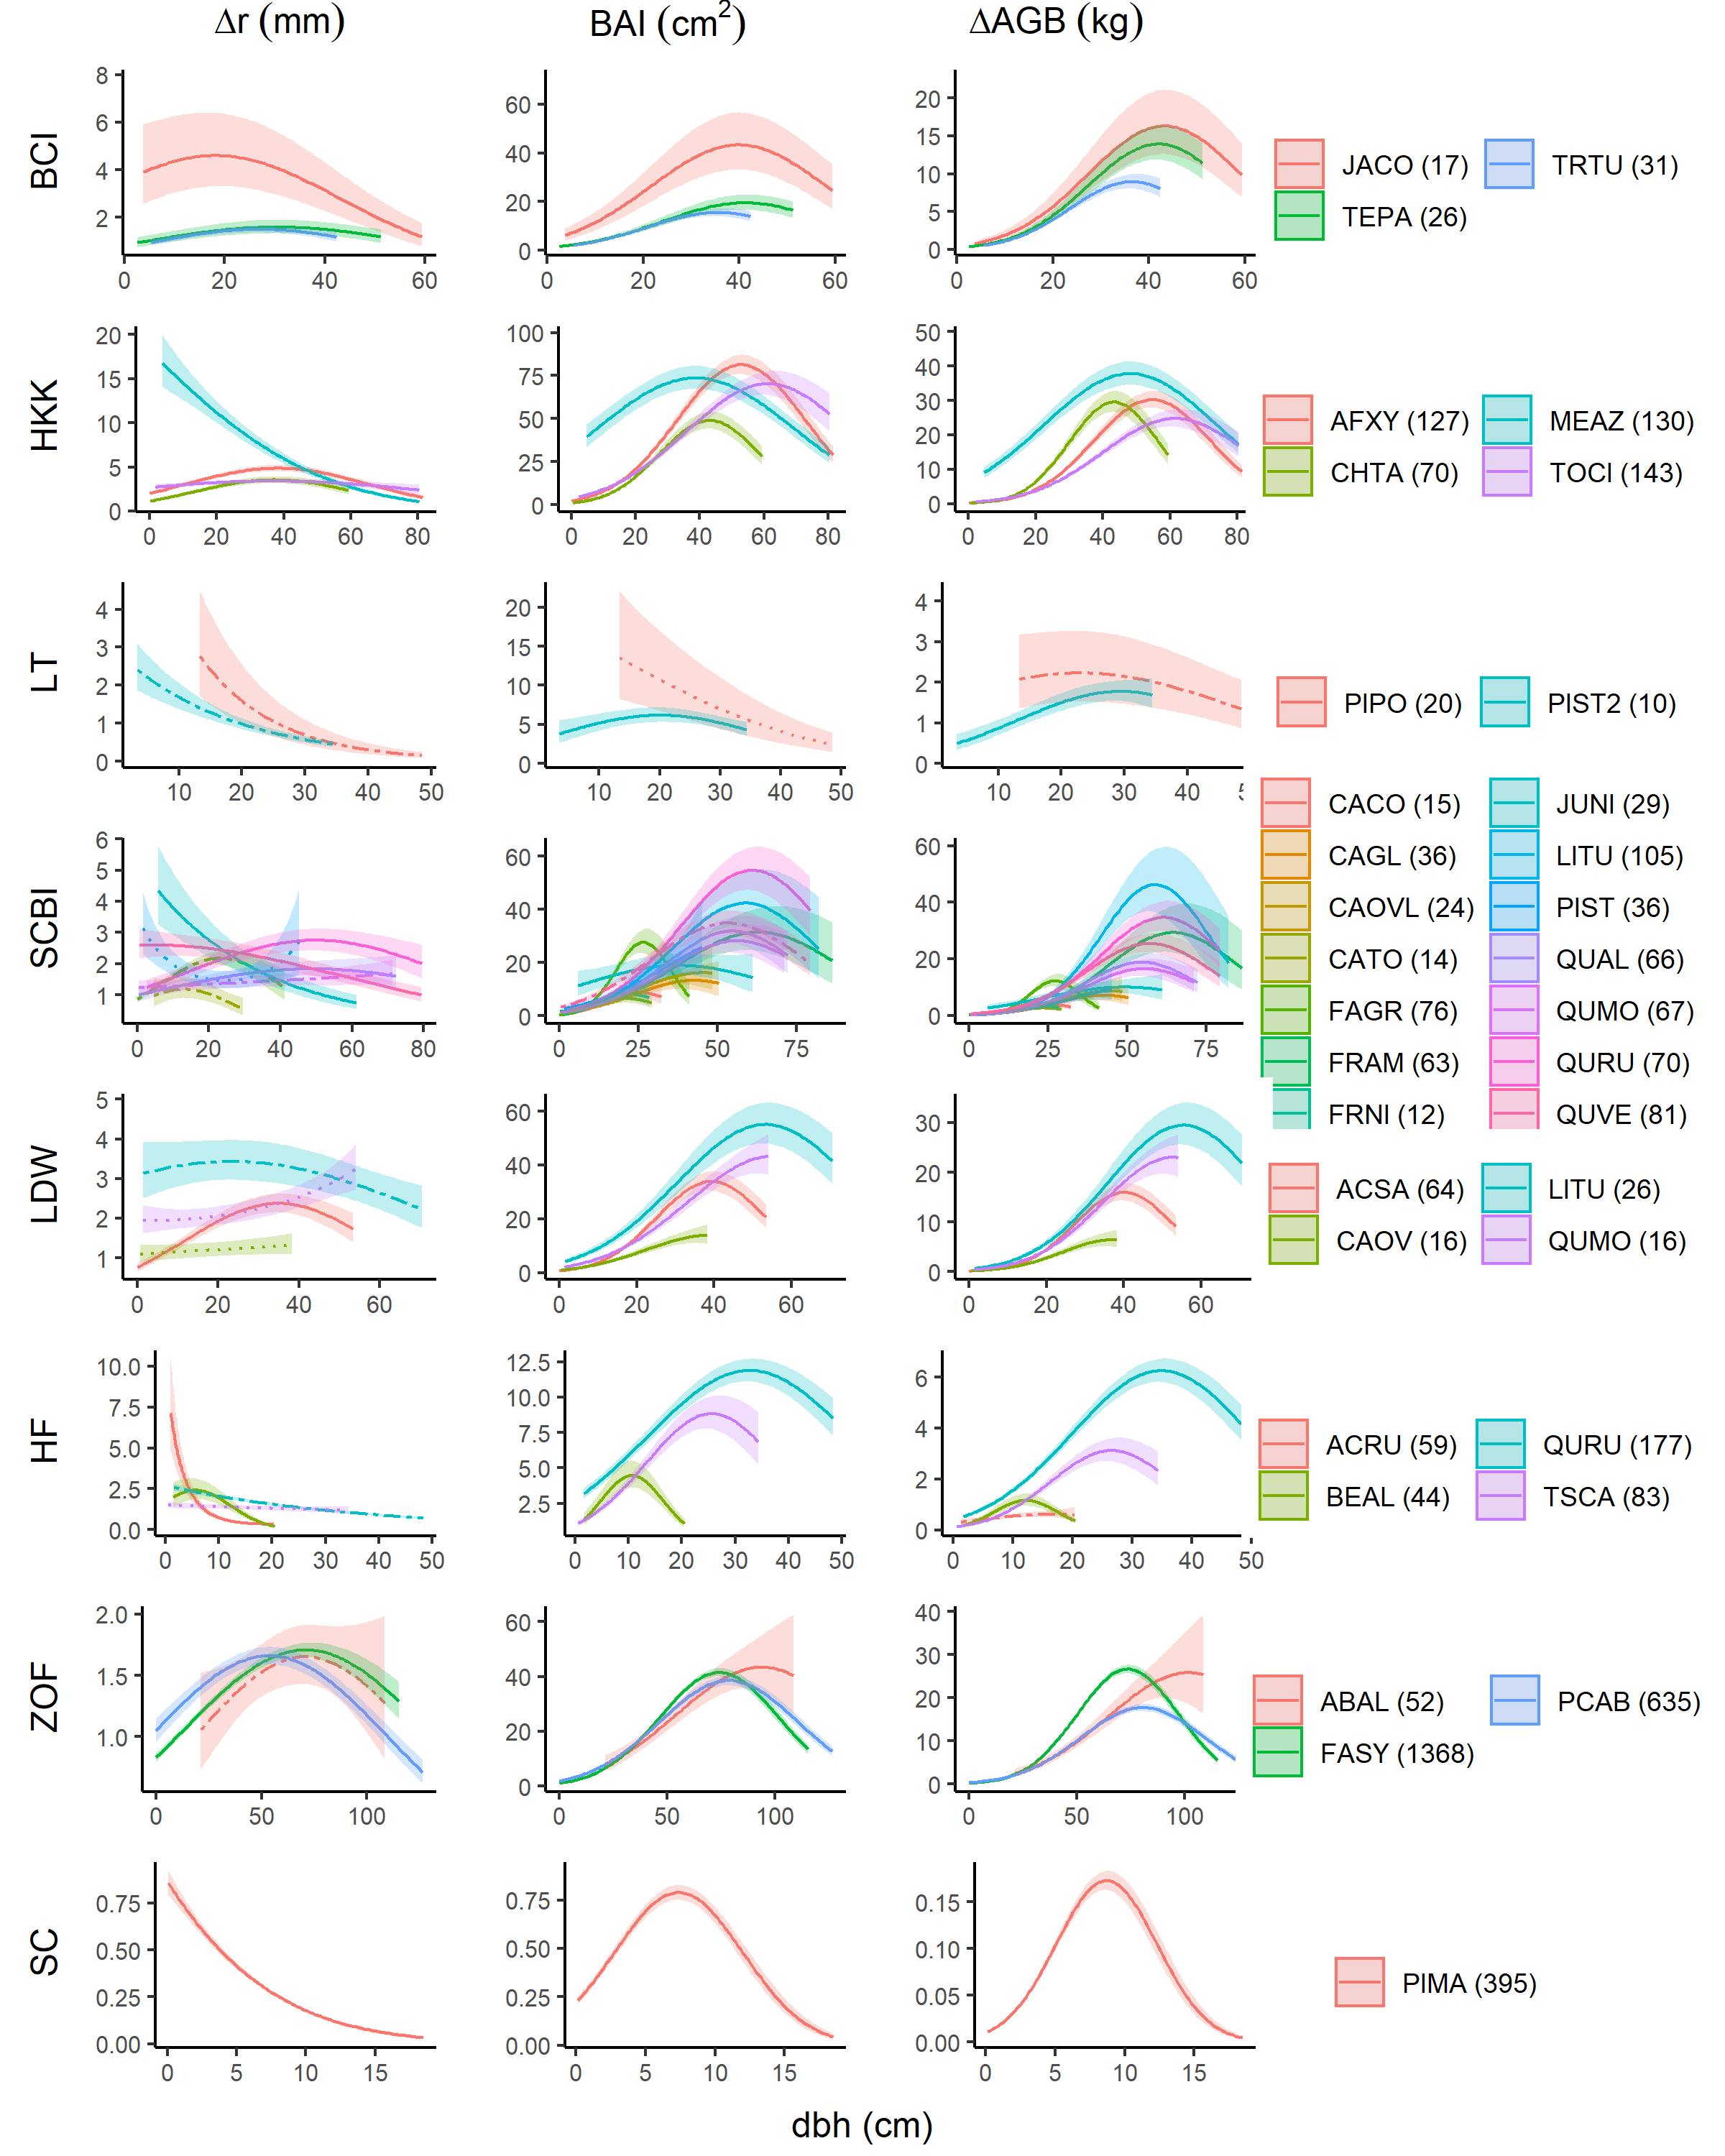 Δr (mm) BAI (cm²) ΔAGB (kg)
BCI
8
6
4
2
0 20 40 60
60
40
20
0
0 20 40 60
20
15
10
5
0
0 20 40 60
JACO (17) TRTU (31)
TEPA (26)
HKK
20
15
10
5
0
0 20 40 60 80
100
75
50
25
0
0 20 40 60 80
50
40
30
20
10
0
0 20 40 60 80
AFXY (127) MEAZ (130)
CHTA (70) TOCI (143)
LT
4
3
2
1
0
10 20 30 40 50
20
15
10
5
0
10 20 30 40 50
4
3
2
1
0
10 20 30 40
PIPO (20) PIST2 (10)
SCBI
6
5
4
3
2
1
0 20 40 60 80
60
40
20
0
0 25 50 75
60
40
20
0
0 25 50 75
CACO (15) JUNI (29)
CAGL (36) LITU (105)
CAOVL (24) PIST (36)
CATO (14) QUAL (66)
FAGR (76) QUMO (67)
FRAM (63) QURU (70)
FRNI (12) QUVE (81)
LDW
5
4
3
2
1
0 20 40 60
60
40
20
0
0 20 40 60
30
20
10
0
0 20 40 60
ACSA (64) LITU (26)
CAOV (16) QUMO (16)
HF
10.0
7.5
5.0
2.5
0.0
0 10 20 30 40 50
12.5
10.0
7.5
5.0
2.5
0 10 20 30 40 50
6
4
2
0
0 10 20 30 40 50
ACRU (59) QURU (177)
BEAL (44) TSCA (83)
ZOF
2.0
1.5
1.0
0 50 100
60
40
20
0
0 50 100
40
30
20
10
0
0 50 100
ABAL (52) PCAB (635)
FASY (1368)
SC
0.75
0.50
0.25
0.00
0 5 10 15
0.75
0.50
0.25
0.00
0 5 10 15
0.15
0.10
0.05
0.00
0 5 10 15
PIMA (395)
dbh (cm)